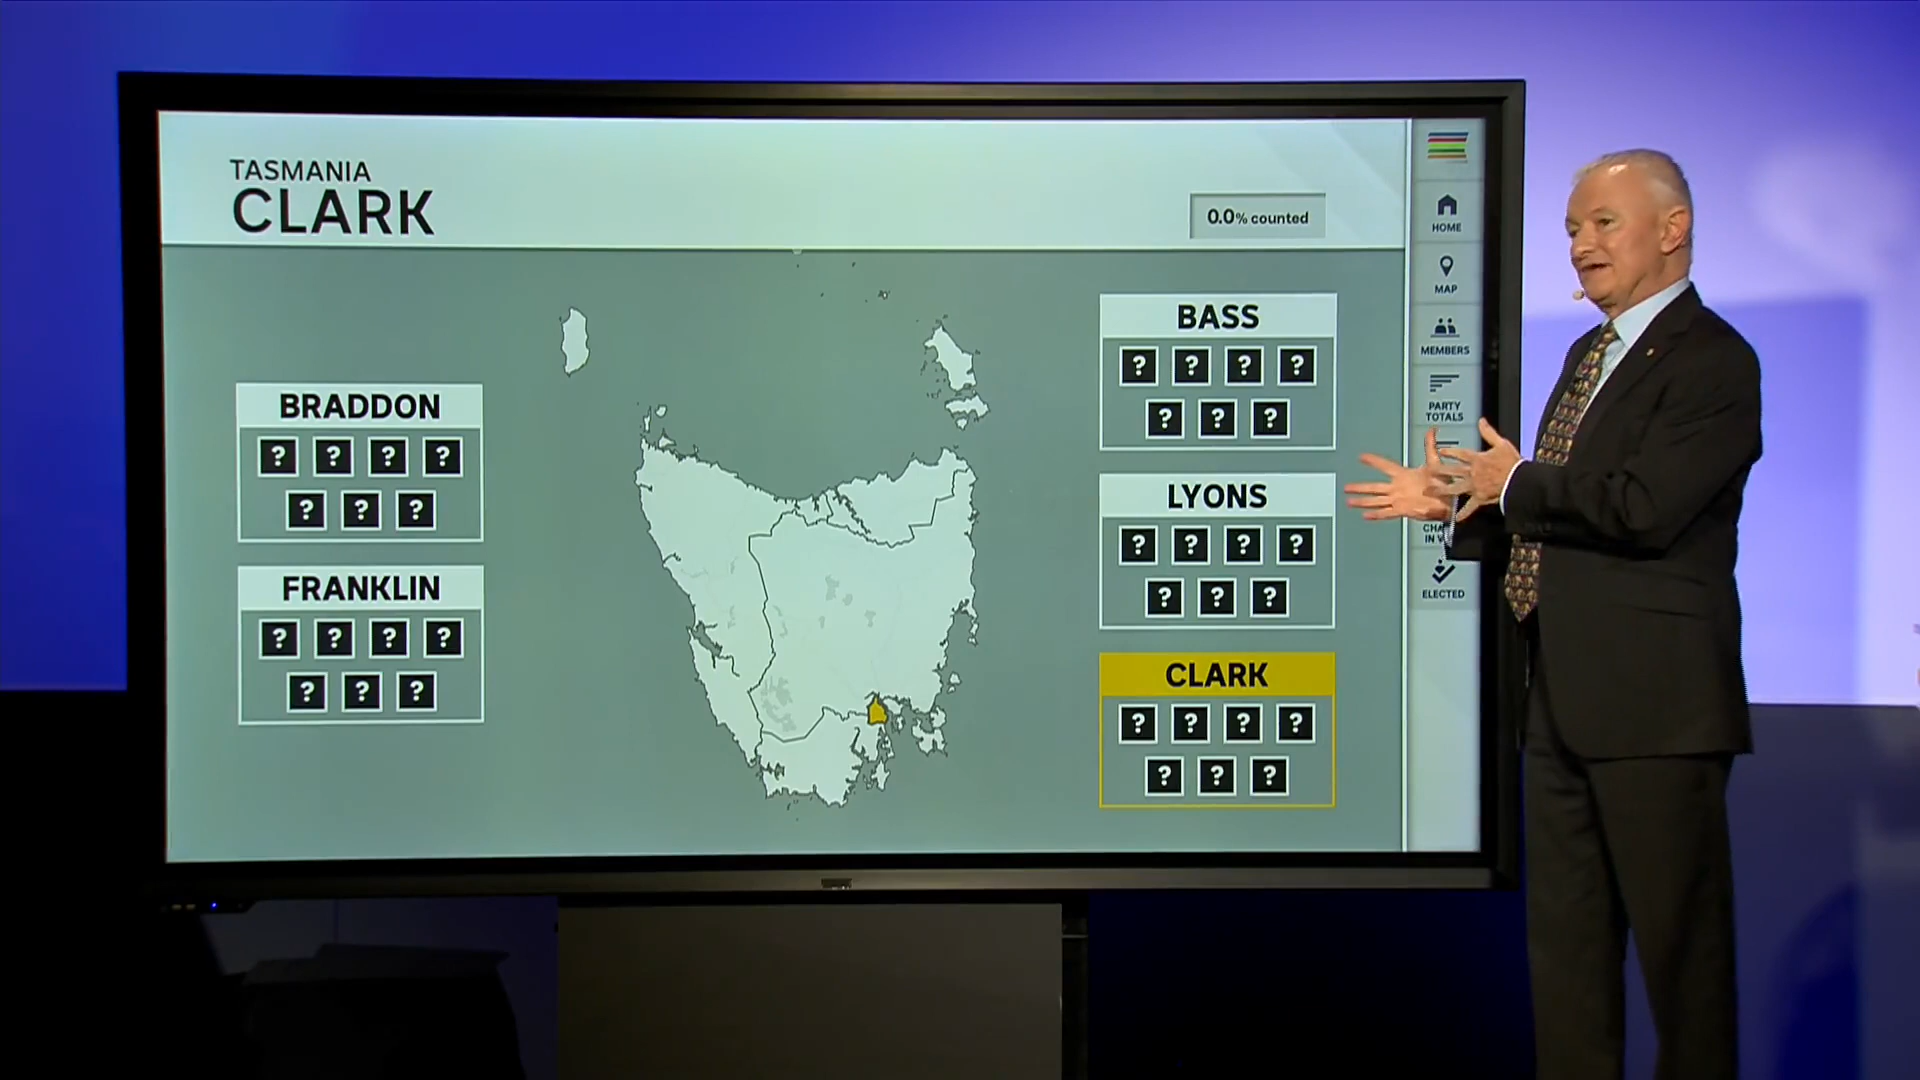 TASMANIA
CLARK
0.0% counted
BRADDON
? ? ? ?
? ? ?
FRANKLIN
? ? ? ?
? ? ?
BASS
? ? ? ?
? ? ?
LYONS
? ? ? ?
? ? ?
CLARK
? ? ? ?
? ? ?
HOME
MAP
MEMBERS
PARTY
TOTALS
ELECTED